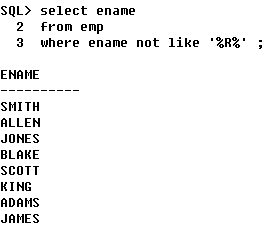 SQL> select ename
2 from emp
3 where ename not like '%R%' ;
ENAME
----------
SMITH
ALLEN
JONES
BLAKE
SCOTT
KING
ADAMS
JAMES